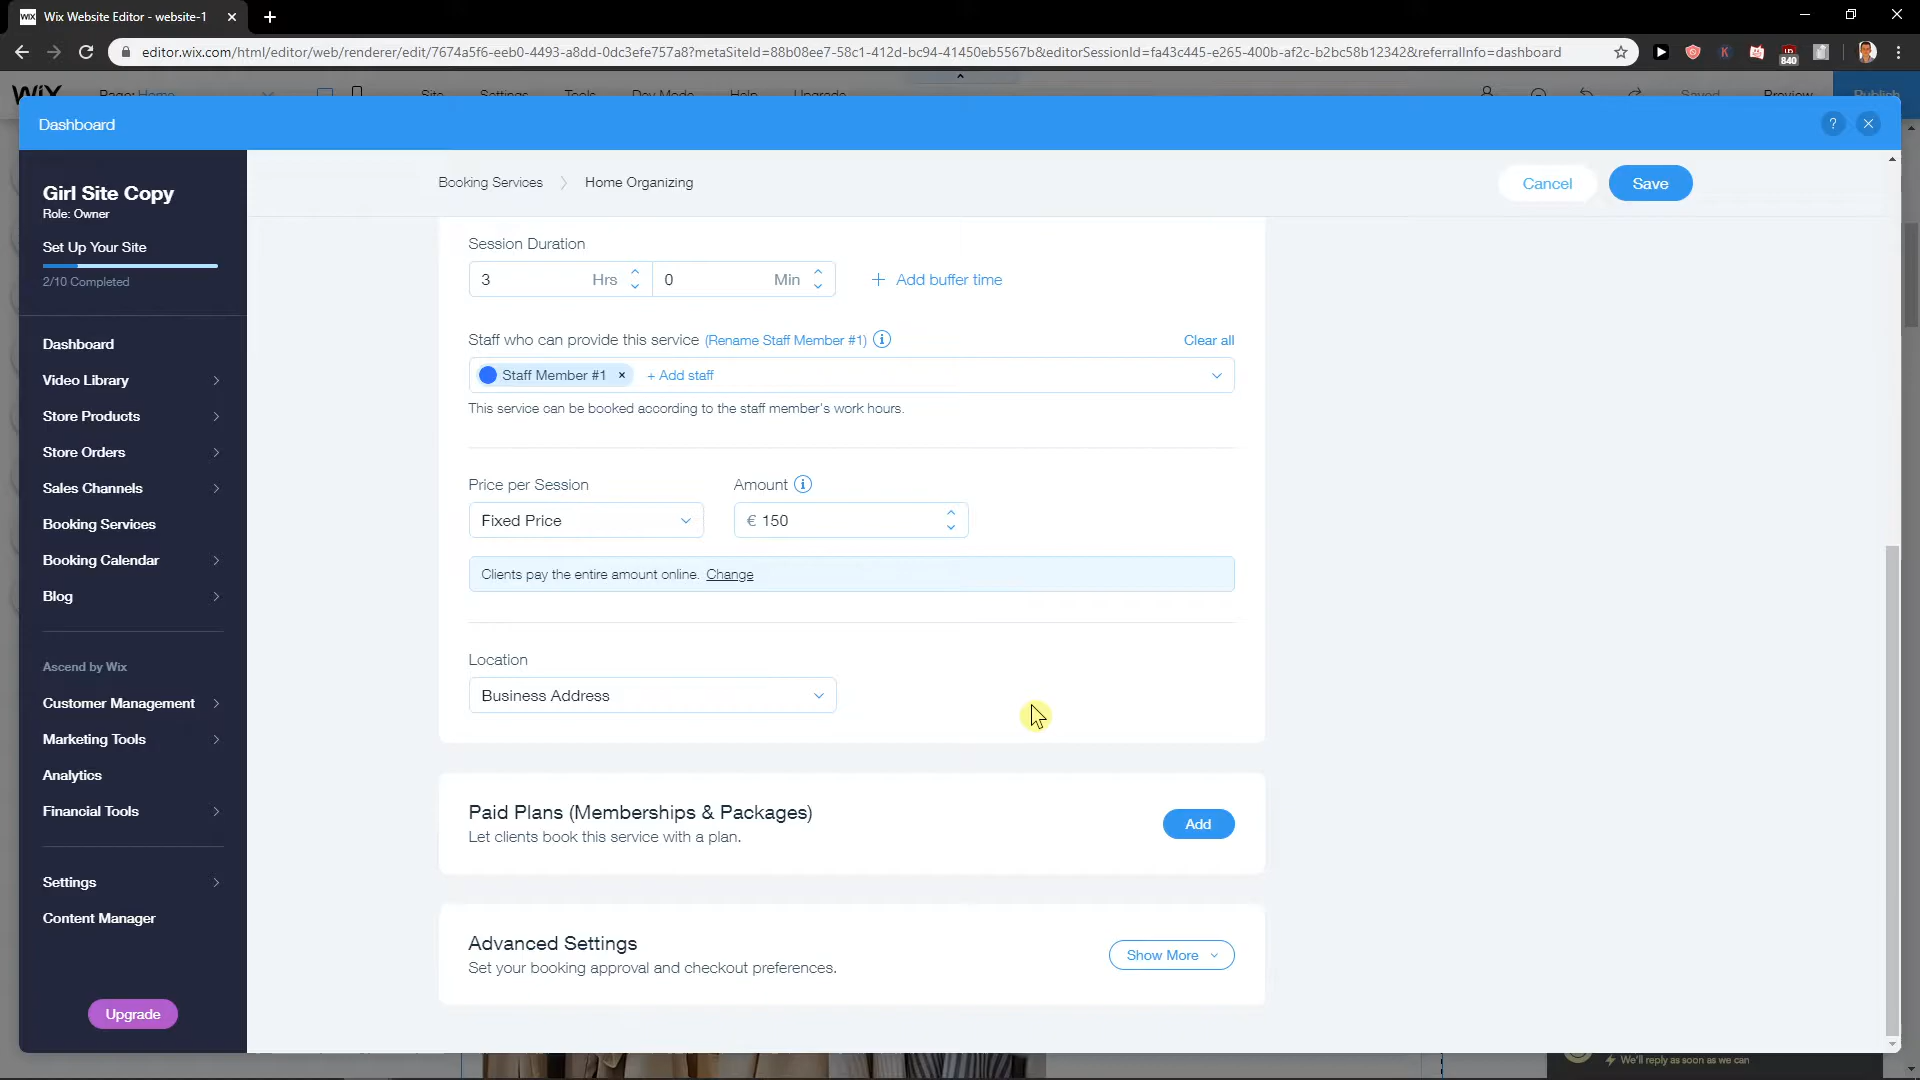 Wix Website Editor - website-1
editor.wix.com/html/editor/web/renderer/edit/7674a5f6-eeb0-4493-a8dd-0dc3efe757a8?metaSiteId=88b08ee7-58c1-412d-bc94-41450eb5567b&editorSessionId=fa43c445-e265-400b-af2c-b2bc58b12342&referralInfo=dashboard
840
WIX Page: Home Site Settings Tools Dev Mode Help Upgrade Saved Preview Publish
Dashboard
?
Girl Site Copy
Role: Owner
Set Up Your Site
2/10 Completed
Dashboard
Video Library
Store Products
Store Orders
Sales Channels
Booking Services
Booking Calendar
Blog
Ascend by Wix
Customer Management
Marketing Tools
Analytics
Financial Tools
Settings
Content Manager
Upgrade
Booking Services > Home Organizing
Cancel
Save
Session Duration
3 Hrs 0 Min + Add buffer time
Staff who can provide this service (Rename Staff Member #1) i Clear all
Staff Member #1 × + Add staff
This service can be booked according to the staff member's work hours.
Price per Session Amount i
Fixed Price € 150
Clients pay the entire amount online. Change
Location
Business Address
Paid Plans (Memberships & Packages)
Let clients book this service with a plan.
Add
Advanced Settings
Set your booking approval and checkout preferences.
Show More
We'll reply as soon as we can